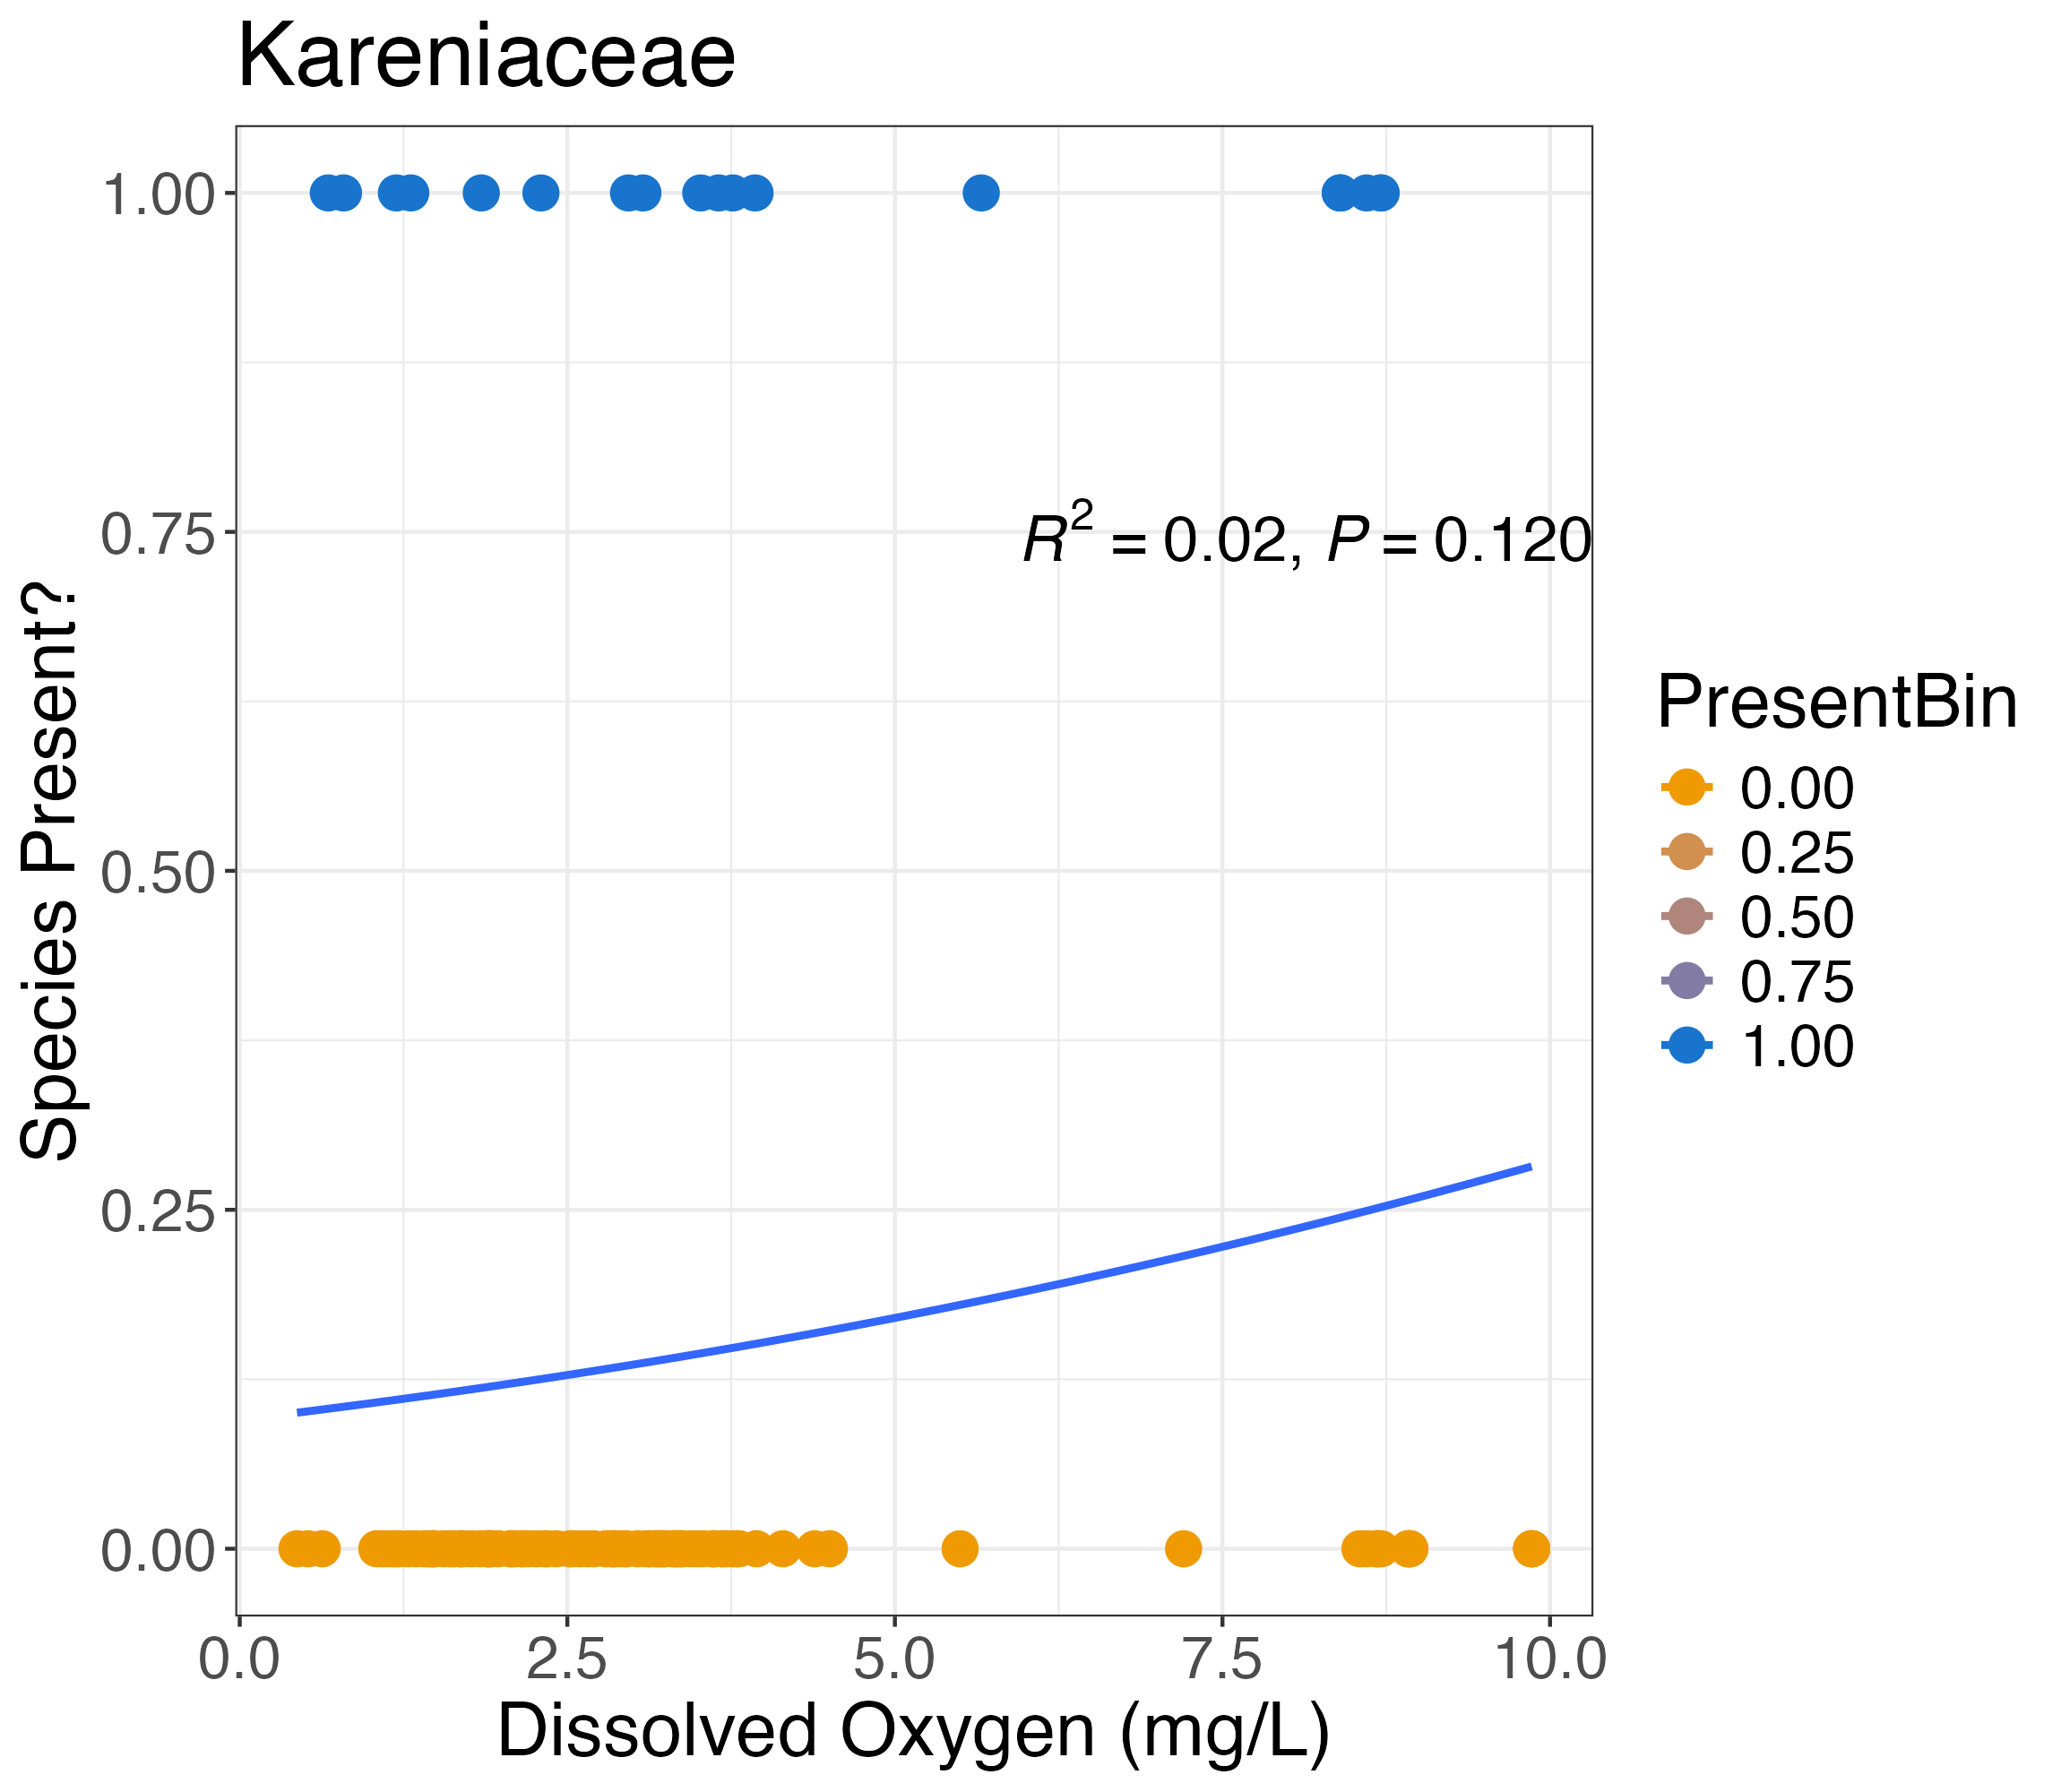 Kareniaceae
1.00
0.75
0.50
0.25
0.00
Species Present?
R² = 0.02, P = 0.120
0.0 2.5 5.0 7.5 10.0
Dissolved Oxygen (mg/L)
PresentBin
0.00
0.25
0.50
0.75
1.00